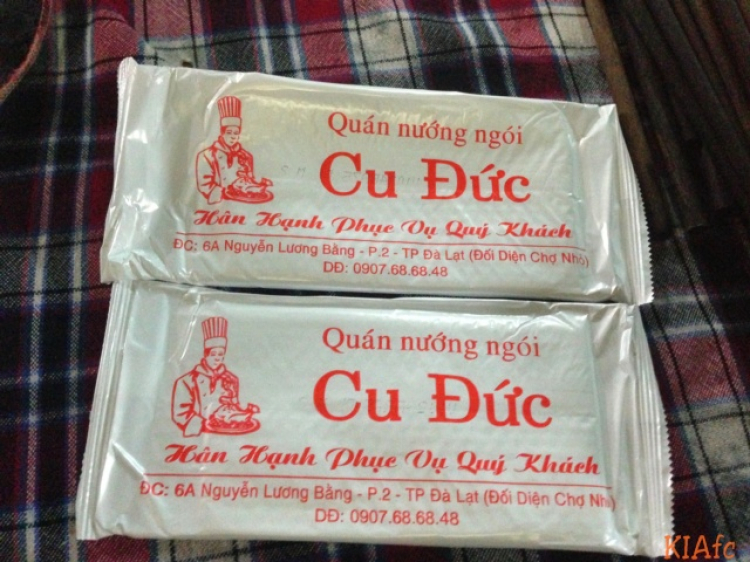 Quán nướng ngói
Cu Đức
Hân Hạnh Phục Vụ Quý Khách
ĐC: 6A Nguyễn Lương Bằng - P.2 - TP Đà Lạt (Đối Diện Chợ Nhỏ)
DĐ: 0907.68.68.48
Quán nướng ngói
Cu Đức
Hân Hạnh Phục Vụ Quý Khách
ĐC: 6A Nguyễn Lương Bằng - P.2 - TP Đà Lạt (Đối Diện Chợ Nhỏ)
DĐ: 0907.68.68.48
KIAfc